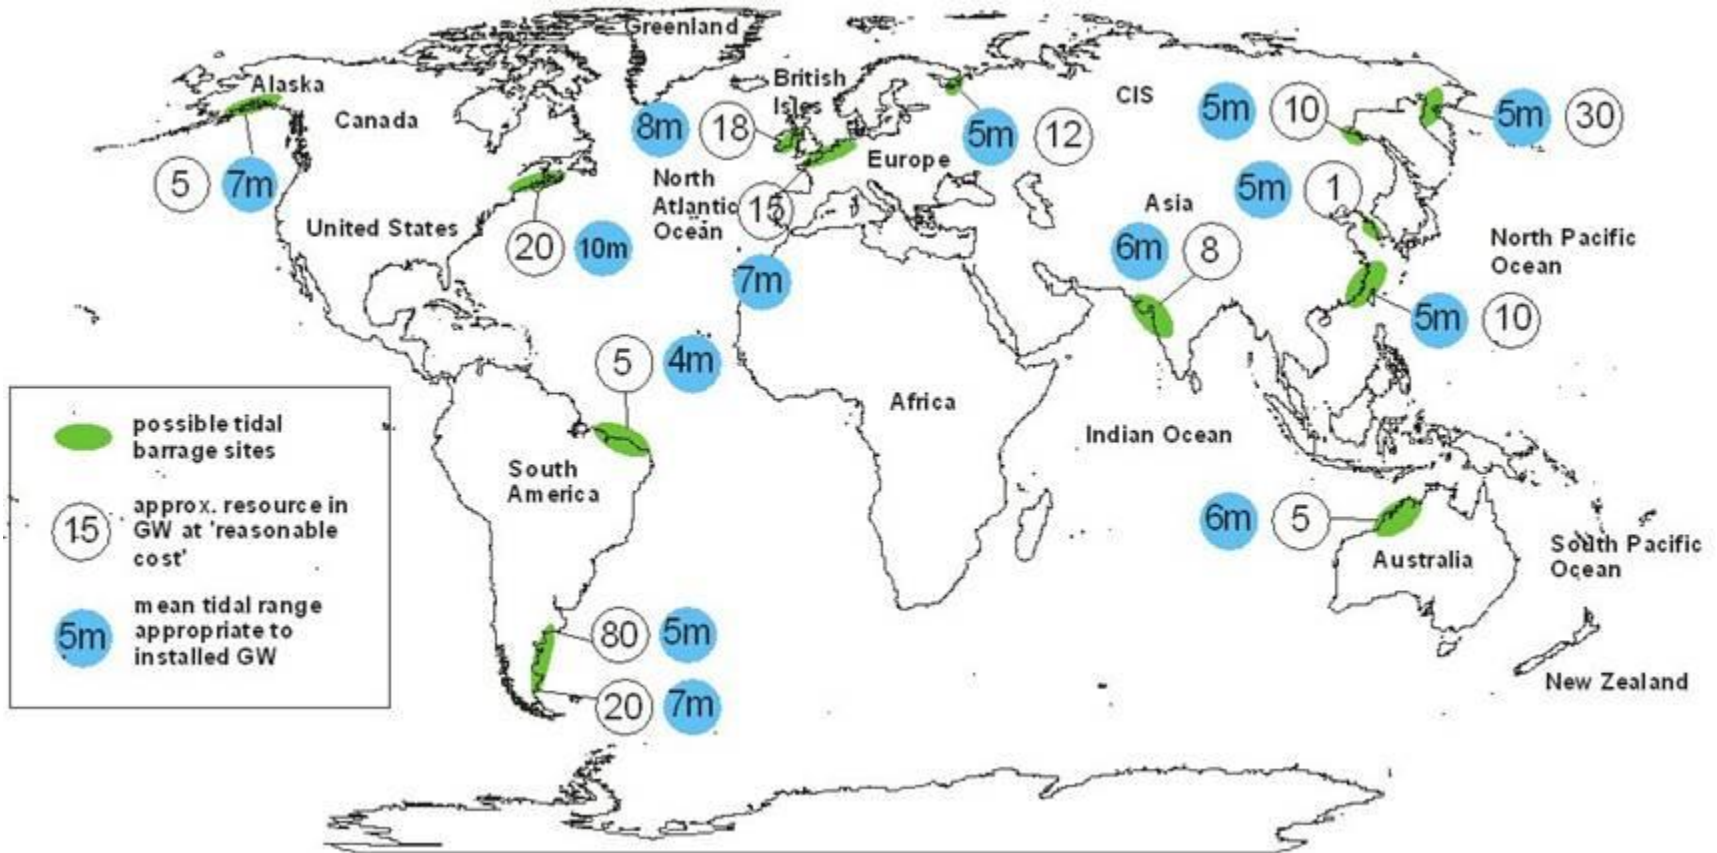 Greenland
Alaska
British
Isles
CIS
Canada
8m
18
5m
12
5m
10
5m
30
Europe
5
7m
North
Atlantic
Ocean
15
5m
1
Asia
United States
20
10m
6m
8
North Pacific
Ocean
7m
5m
10
5
4m
Africa
Indian Ocean
possible tidal
barrage sites
South
America
15
approx. resource in
GW at 'reasonable
cost'
6m
5
Australia
South Pacific
Ocean
5m
mean tidal range
appropriate to
installed GW
80
5m
20
7m
New Zealand